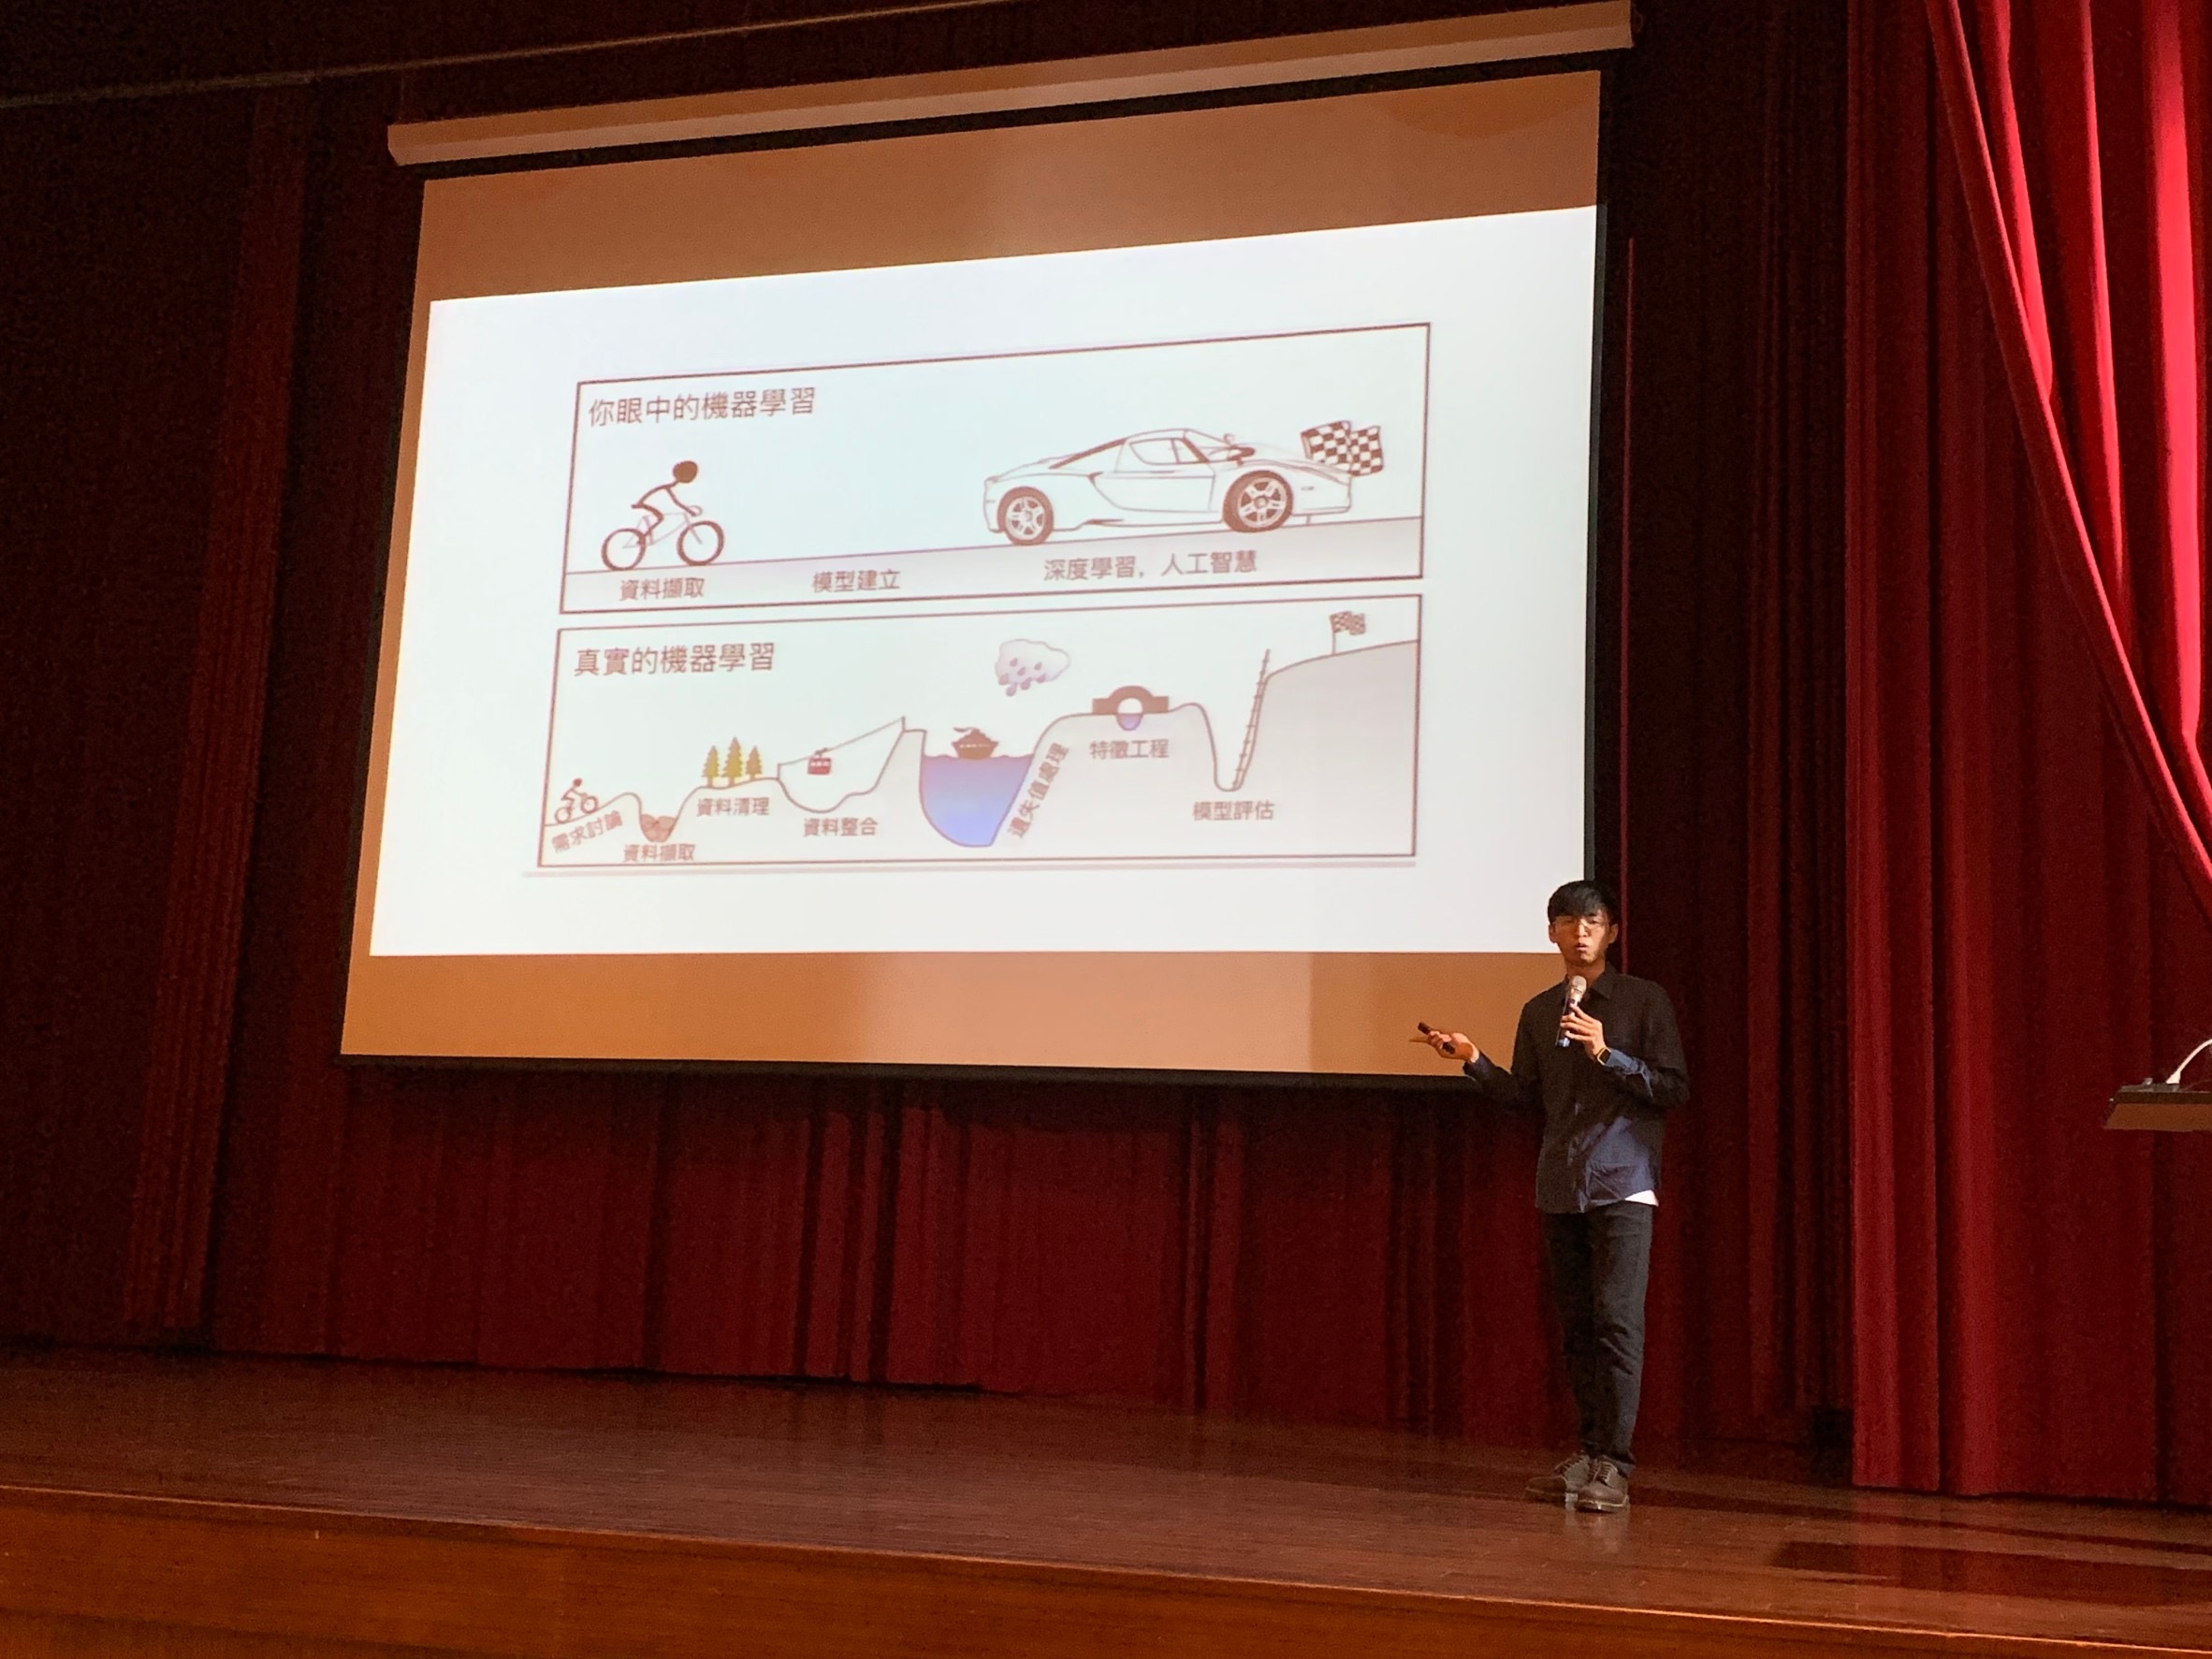 你眼中的機器學習
資料擷取
模型建立
深度學習，人工智慧
真實的機器學習
需求討論
資料擷取
資料清理
資料整合
遺失值處理
特徵工程
模型評估